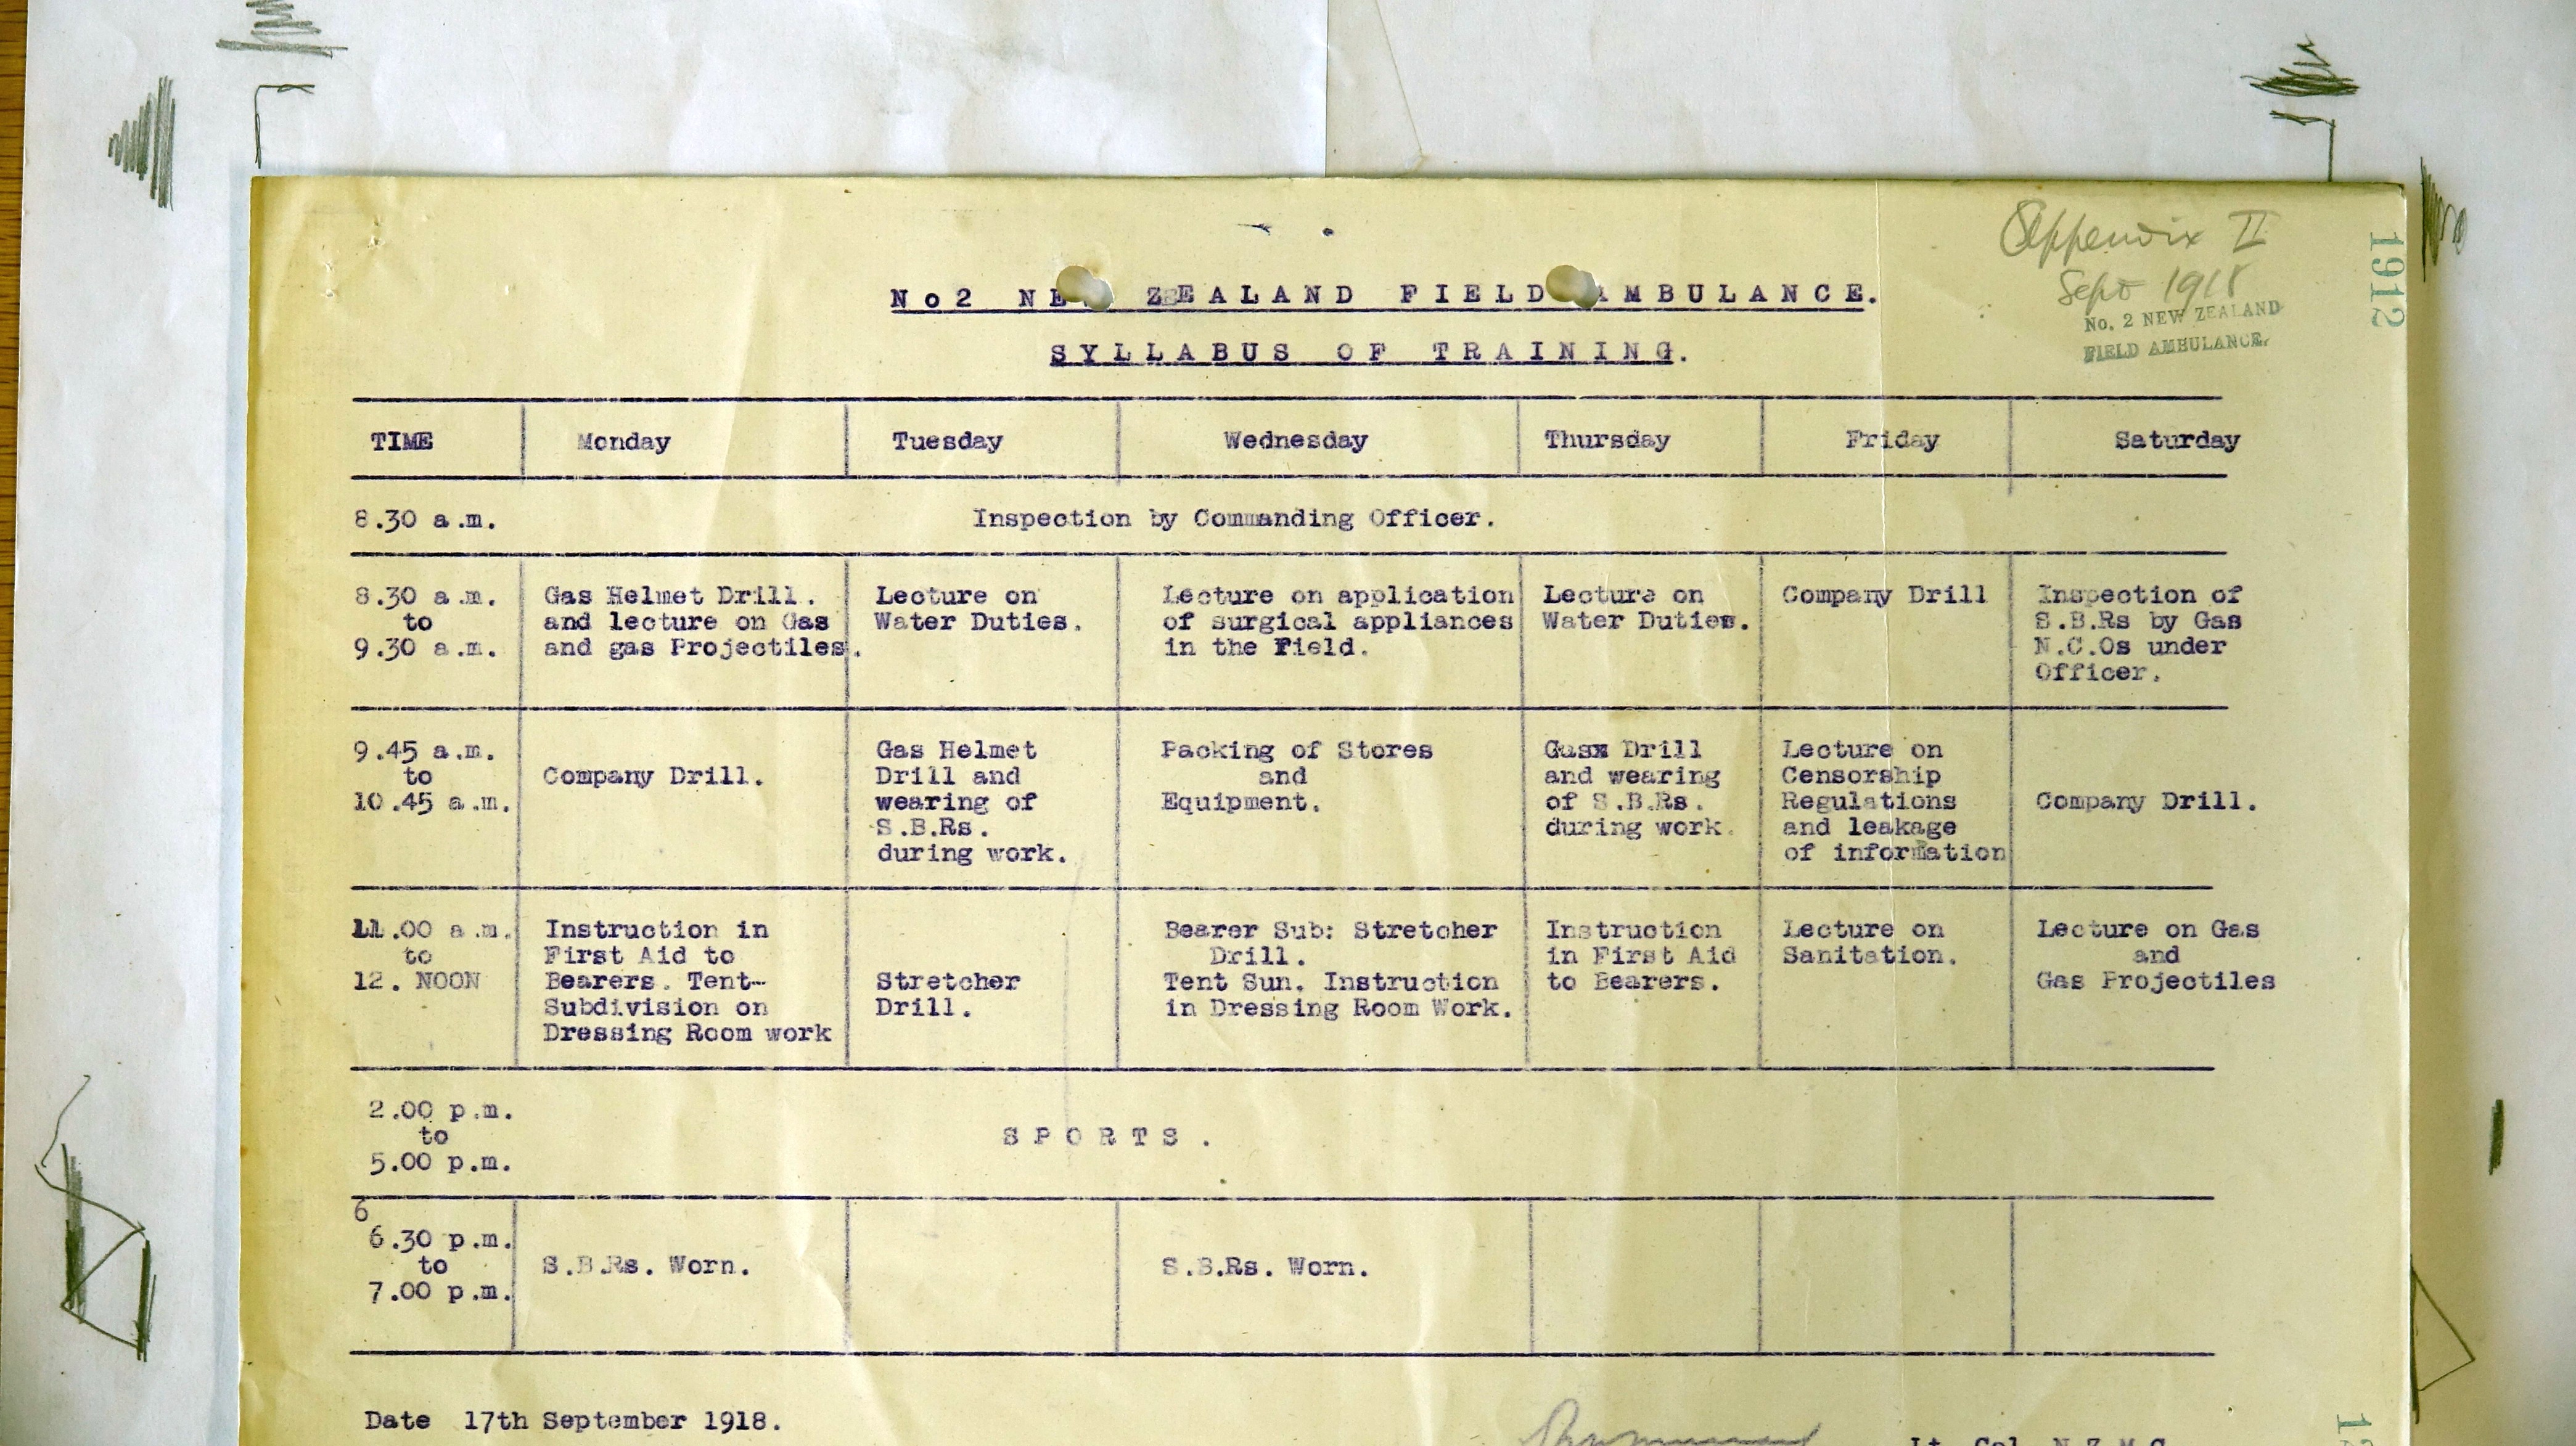 Appendix II
Sept 1918
1912
No. 2 NEW ZEALAND
FIELD AMBULANCE.
No2 NEW ZEALAND FIELD AMBULANCE.
SYLLABUS OF TRAINING.
TIME Monday Tuesday Wednesday Thursday Friday Saturday
8.30 a.m. Inspection by Commanding Officer.
8.30 a.m.
to
9.30 a.m.
Gas Helmet Drill.
and lecture on Gas
and gas Projectiles.
Lecture on
Water Duties.
Lecture on application
of surgical appliances
in the Field.
Lecture on
Water Duties.
Company Drill
Inspection of
S.B.Rs by Gas
N.C.Os under
Officer.
9.45 a.m.
to
10.45 a.m.
Company Drill.
Gas Helmet
Drill and
wearing of
S.B.Rs.
during work.
Packing of Stores
and
Equipment.
Gasx Drill
and wearing
of S.B.Rs.
during work.
Lecture on
Censorship
Regulations
and leakage
of information
Company Drill.
11.00 a.m.
to
12. NOON
Instruction in
First Aid to
Bearers. Tent-
Subdivision on
Dressing Room work
Stretcher
Drill.
Bearer Sub: Stretcher
Drill.
Tent Sun. Instruction
in Dressing Room Work.
Instruction
in First Aid
to Bearers.
Lecture on
Sanitation.
Lecture on Gas
and
Gas Projectiles
2.00 p.m.
to
5.00 p.m.
SPORTS.
6
6.30 p.m.
to
7.00 p.m.
S.B.Rs. Worn.
S.B.Rs. Worn.
Date 17th September 1918.
Lt. Col. N.Z.M.C.